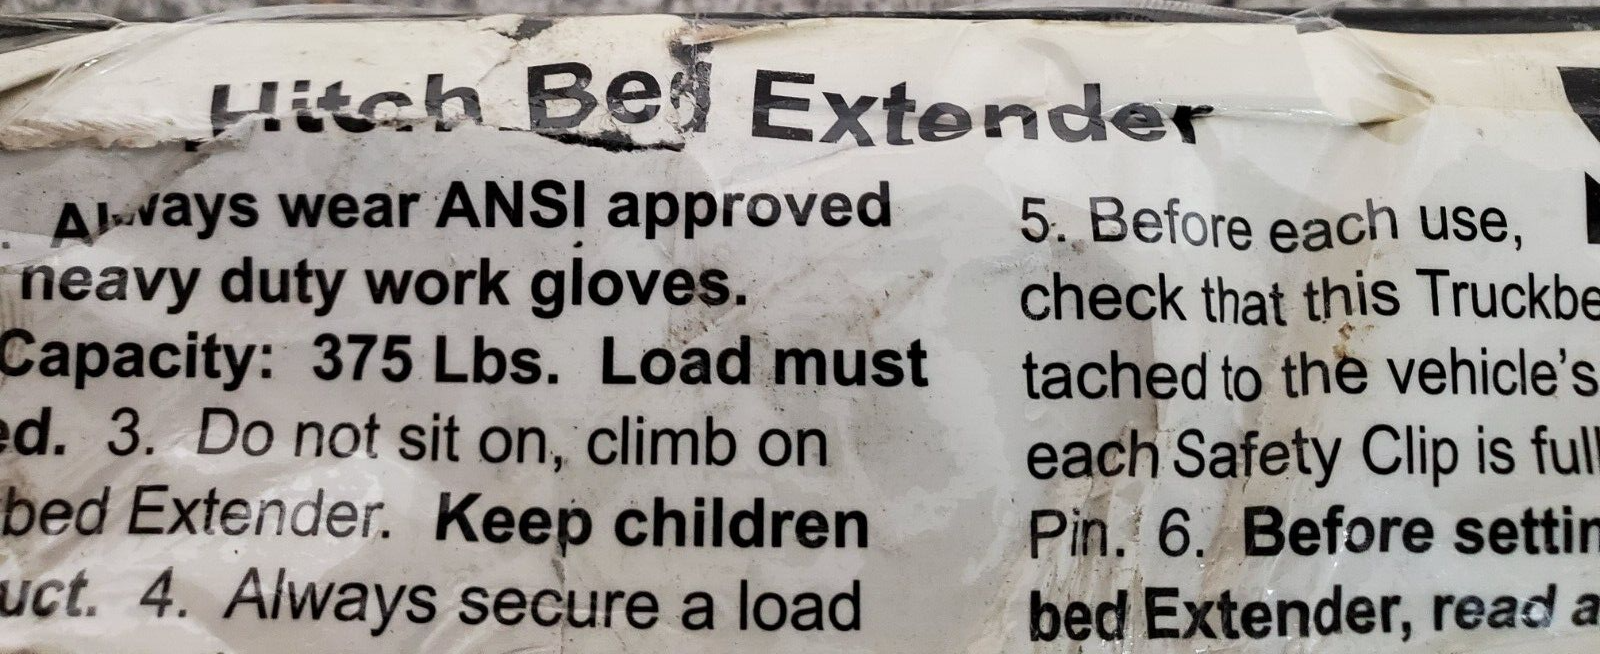 Hitch Bed Extender
. Always wear ANSI approved
heavy duty work gloves.
Capacity: 375 Lbs. Load must
ed. 3. Do not sit on, climb on
bed Extender. Keep children
uct. 4. Always secure a load
5. Before each use,
check that this Truckbe
tached to the vehicle's
each Safety Clip is full
Pin. 6. Before settin
bed Extender, read a